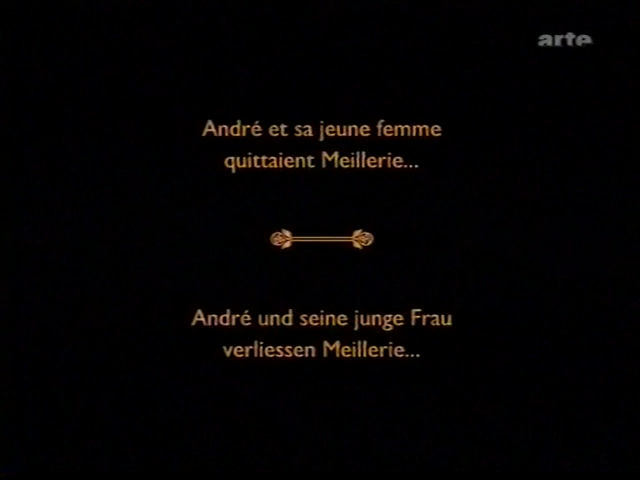 arte
André et sa jeune femme
quittaient Meillerie...
André und seine junge Frau
verliessen Meillerie...